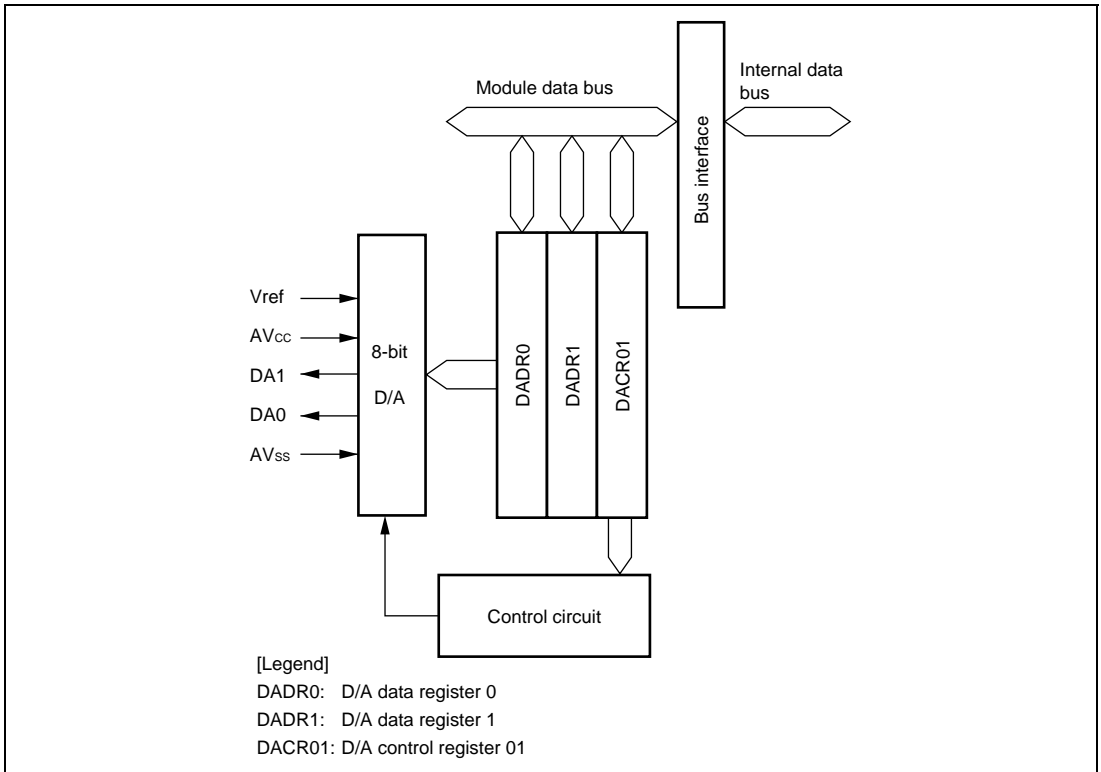 Module data bus
Internal data
bus
Bus interface
Vref
AVCC
DA1
DA0
AVSS
8-bit
D/A
DADR0
DADR1
DACR01
Control circuit
[Legend]
DADR0: D/A data register 0
DADR1: D/A data register 1
DACR01: D/A control register 01